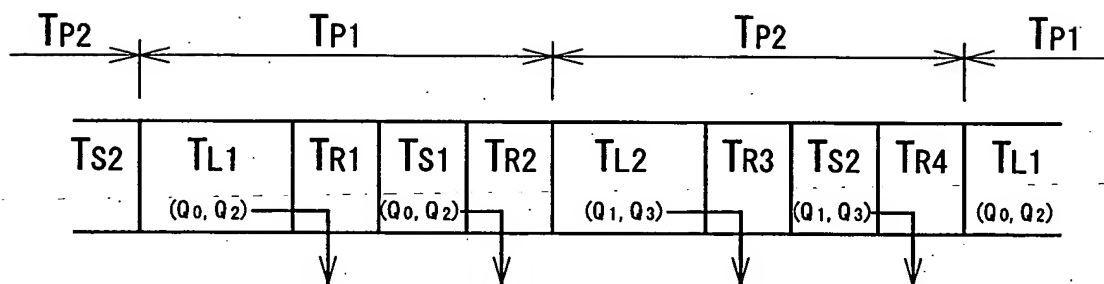 TP2 TP1 TP2 TP1
TS2 TL1 TR1 TS1 TR2 TL2 TR3 TS2 TR4 TL1
(Q0, Q2) (Q0, Q2) (Q1, Q3) (Q1, Q3) (Q0, Q2)